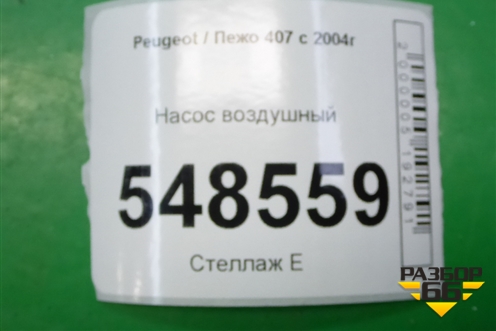 Peugeot / Пежо 407 с 2004г
Насос воздушный
548559
Стеллаж Е
2000005192791
РАЗБОР
66